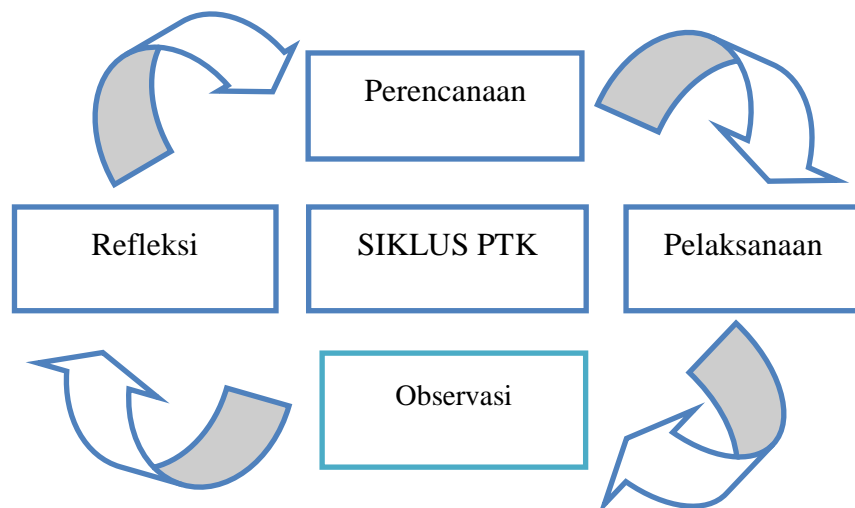 Perencanaan
Refleksi
SIKLUS PTK
Pelaksanaan
Observasi